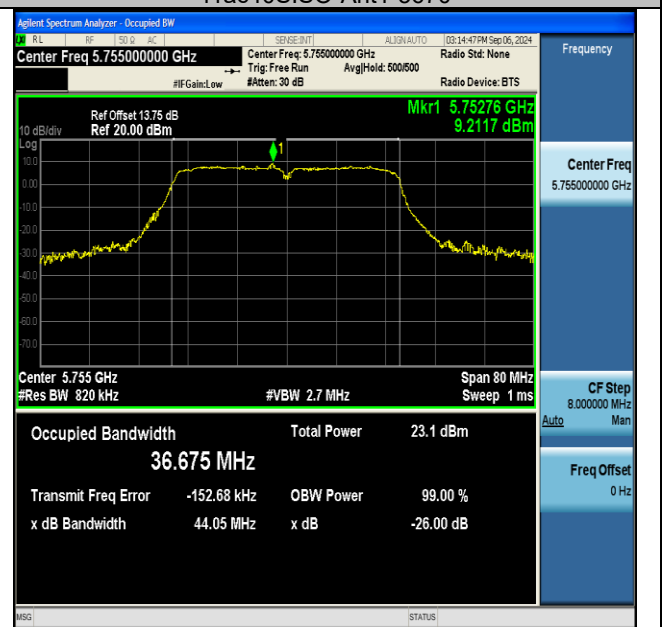 Agilent Spectrum Analyzer - Occupied BW
RL RF 50 Ω AC SENSE:INT ALIGN AUTO 03:14:47 PM Sep 06, 2024
Center Freq 5.755000000 GHz
Center Freq: 5.755000000 GHz
Radio Std: None
Trig: Free Run Avg|Hold: 500/500
#IFGain:Low #Atten: 30 dB Radio Device: BTS
Ref Offset 13.75 dB
Mkr1 5.75276 GHz
10 dB/div Ref 20.00 dBm 9.2117 dBm
Log
1
10.0
0.00
-10.0
-20.0
-30.0
-40.0
-50.0
-60.0
-70.0
Center 5.755 GHz Span 80 MHz
#Res BW 820 kHz #VBW 2.7 MHz Sweep 1 ms
Occupied Bandwidth Total Power 23.1 dBm
36.675 MHz
Transmit Freq Error -152.68 kHz OBW Power 99.00 %
x dB Bandwidth 44.05 MHz x dB -26.00 dB
MSG STATUS
Frequency
Center Freq
5.755000000 GHz
CF Step
8.000000 MHz
Auto Man
Freq Offset
0 Hz